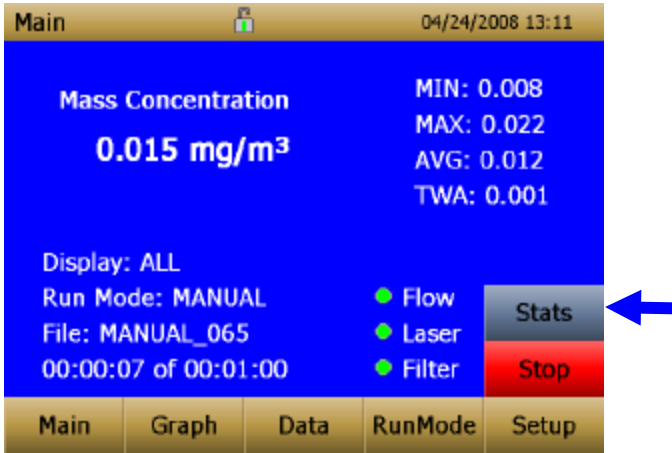 Main 04/24/2008 13:11
Mass Concentration
0.015 mg/m³
MIN: 0.008
MAX: 0.022
AVG: 0.012
TWA: 0.001
Display: ALL
Run Mode: MANUAL
File: MANUAL_065
00:00:07 of 00:01:00
Flow
Laser
Filter
Stats
Stop
Main Graph Data RunMode Setup